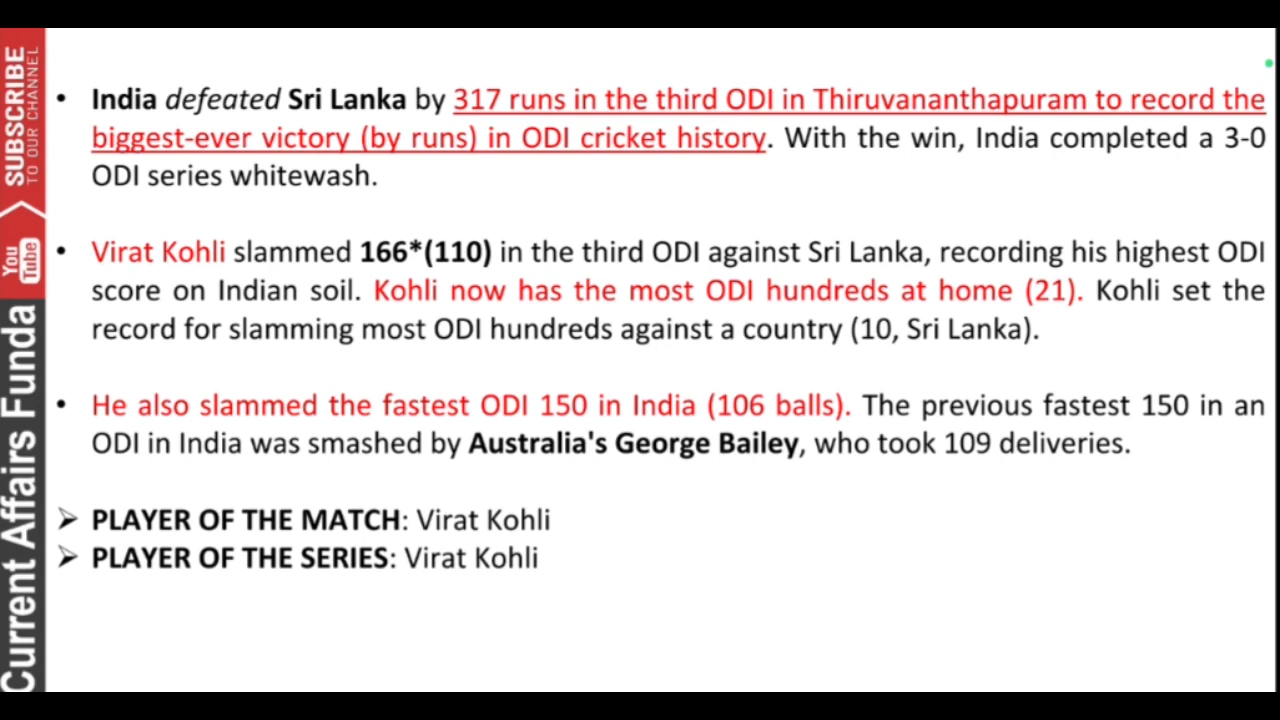 • India defeated Sri Lanka by 317 runs in the third ODI in Thiruvananthapuram to record the
biggest-ever victory (by runs) in ODI cricket history. With the win, India completed a 3-0
ODI series whitewash.
• Virat Kohli slammed 166*(110) in the third ODI against Sri Lanka, recording his highest ODI
score on Indian soil. Kohli now has the most ODI hundreds at home (21). Kohli set the
record for slamming most ODI hundreds against a country (10, Sri Lanka).
• He also slammed the fastest ODI 150 in India (106 balls). The previous fastest 150 in an
ODI in India was smashed by Australia's George Bailey, who took 109 deliveries.
➢ PLAYER OF THE MATCH: Virat Kohli
➢ PLAYER OF THE SERIES: Virat Kohli
SUBSCRIBE
TO OUR CHANNEL
You
Tube
Current Affairs Funda